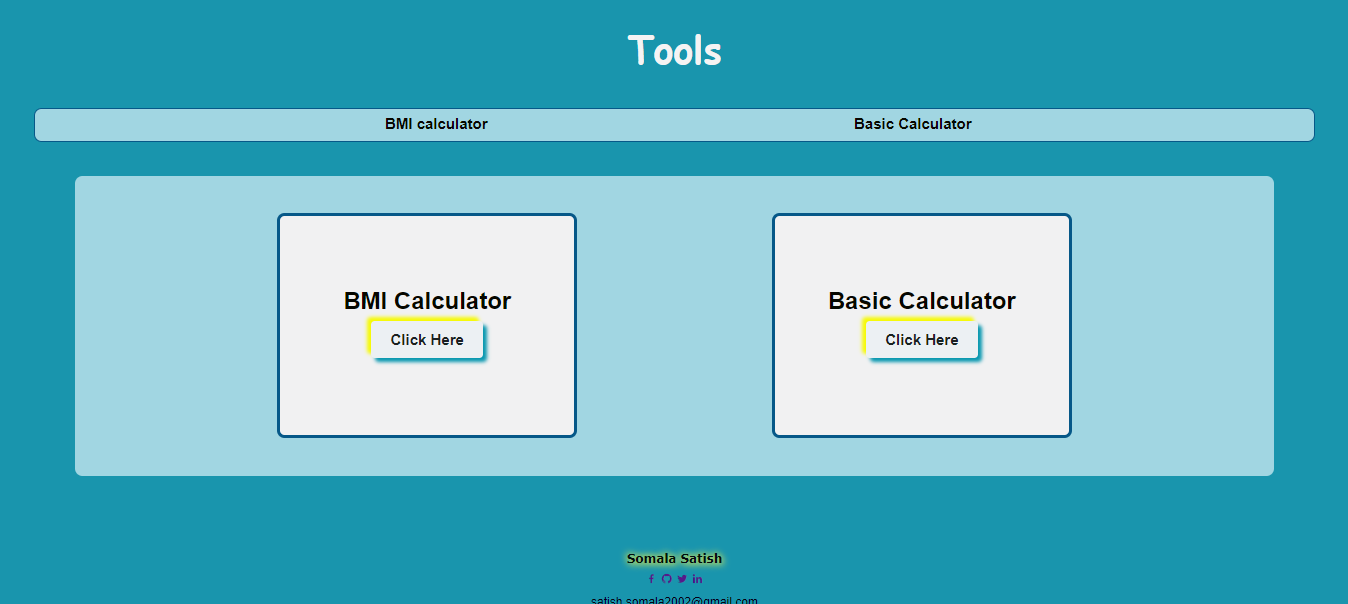 Tools
BMI calculator Basic Calculator
BMI Calculator
Click Here
Basic Calculator
Click Here
Somala Satish
satish.somala2002@gmail.com